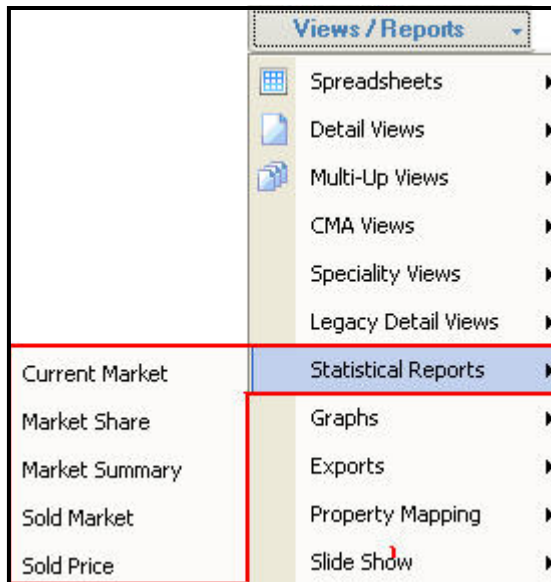 Views / Reports
Spreadsheets
Detail Views
Multi-Up Views
CMA Views
Speciality Views
Legacy Detail Views
Statistical Reports
Current Market
Market Share
Market Summary
Sold Market
Sold Price
Graphs
Exports
Property Mapping
Slide Show